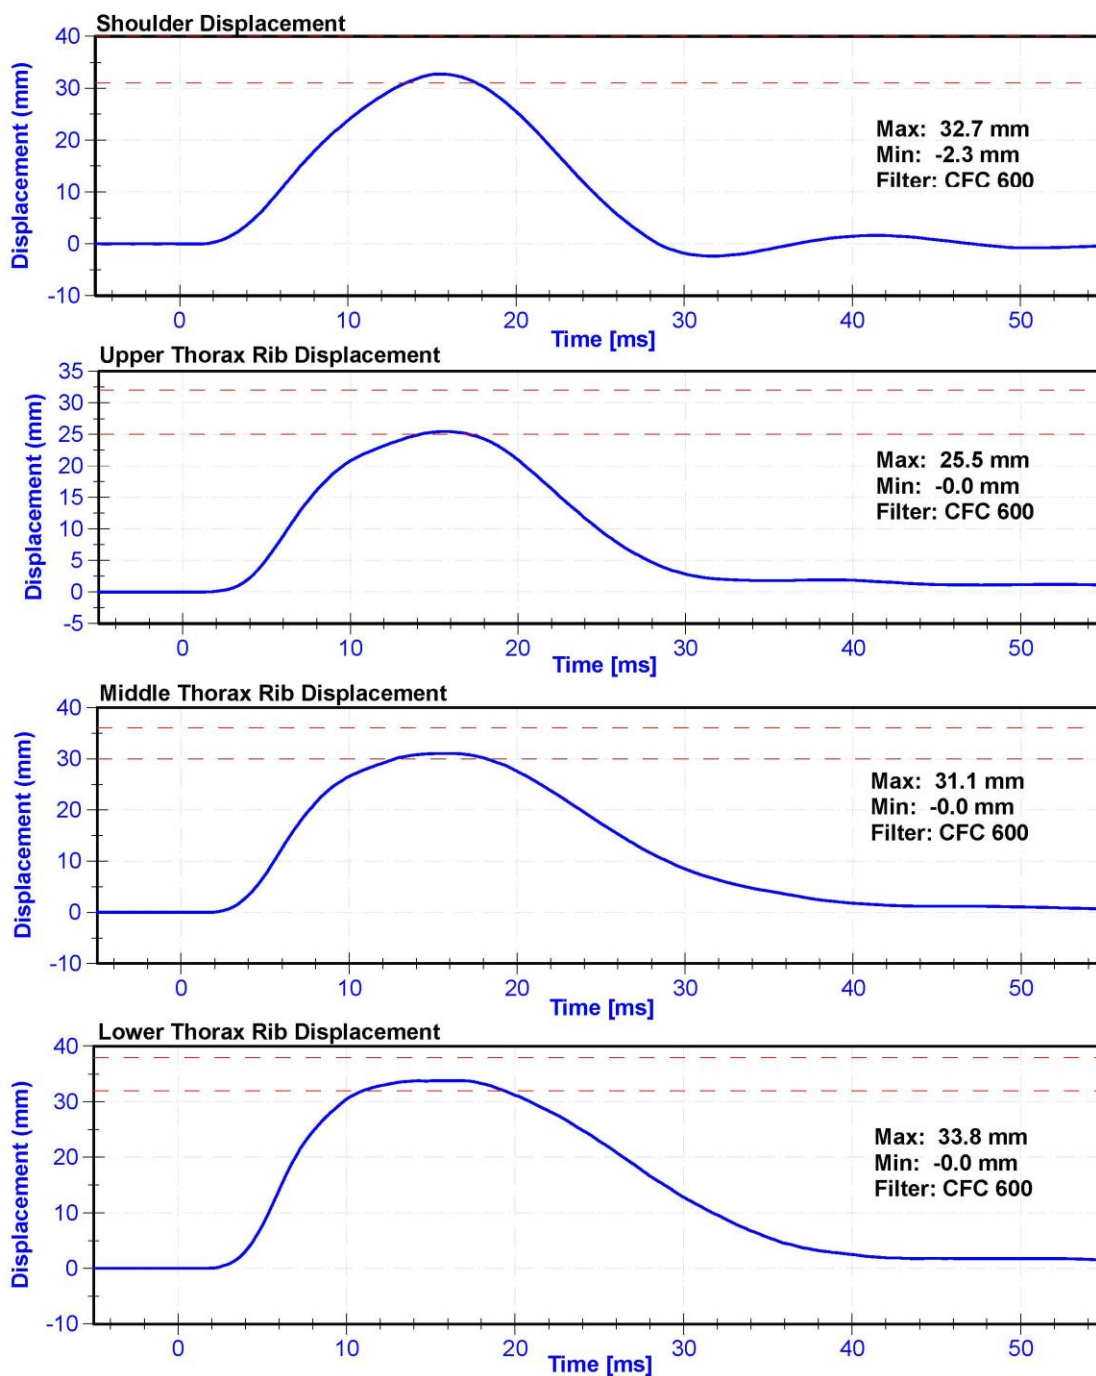 Shoulder Displacement
40
30
20
10
0
-10
Displacement (mm)
Max: 32.7 mm
Min: -2.3 mm
Filter: CFC 600
0 10 20 30 40 50
Time [ms]
Upper Thorax Rib Displacement
35
30
25
20
15
10
5
0
-5
Displacement (mm)
Max: 25.5 mm
Min: -0.0 mm
Filter: CFC 600
0 10 20 30 40 50
Time [ms]
Middle Thorax Rib Displacement
40
30
20
10
0
-10
Displacement (mm)
Max: 31.1 mm
Min: -0.0 mm
Filter: CFC 600
0 10 20 30 40 50
Time [ms]
Lower Thorax Rib Displacement
40
30
20
10
0
-10
Displacement (mm)
Max: 33.8 mm
Min: -0.0 mm
Filter: CFC 600
0 10 20 30 40 50
Time [ms]